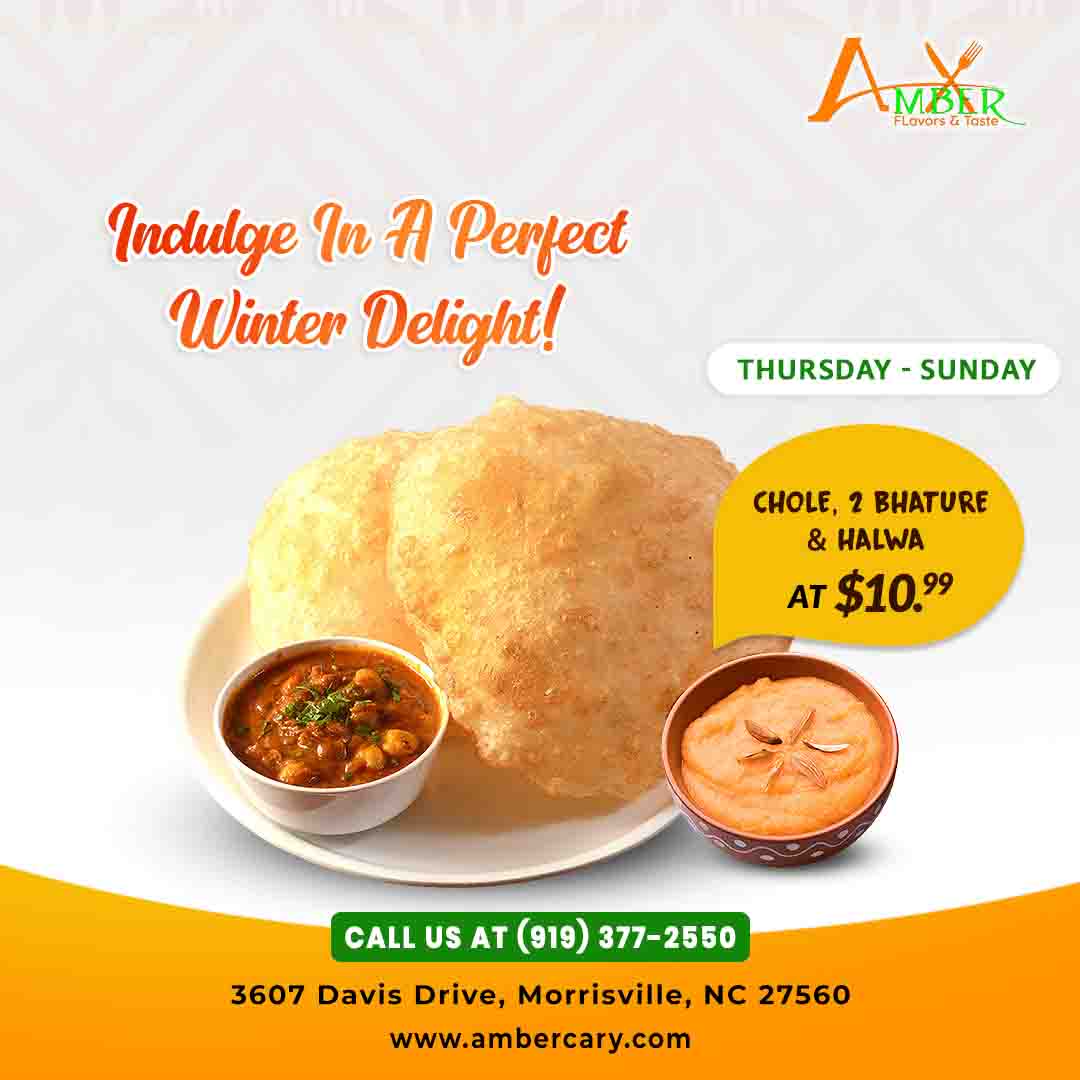 AMBER
FLavors & Taste
Indulge In A Perfect
Winter Delight!
THURSDAY - SUNDAY
CHOLE, 2 BHATURE
& HALWA
AT $10.99
CALL US AT (919) 377-2550
3607 Davis Drive, Morrisville, NC 27560
www.ambercary.com